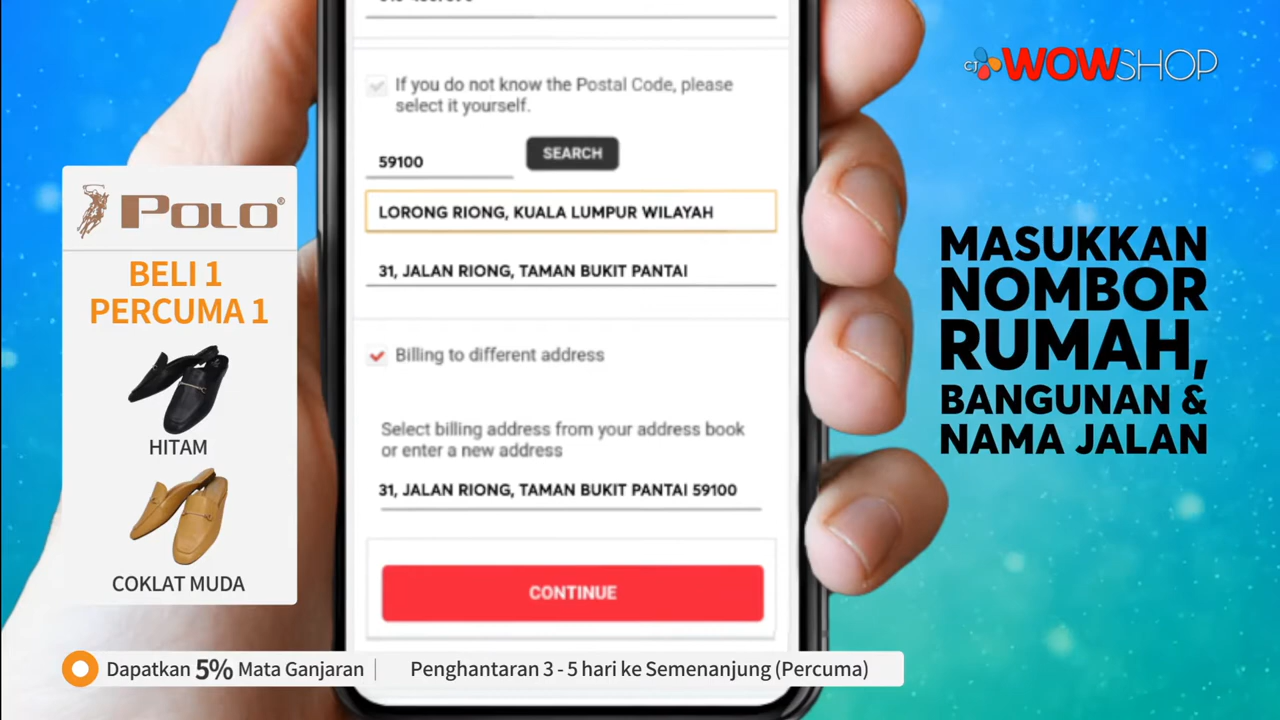 If you do not know the Postal Code, please
select it yourself.
59100
SEARCH
LORONG RIONG, KUALA LUMPUR WILAYAH
31, JALAN RIONG, TAMAN BUKIT PANTAI
Billing to different address
Select billing address from your address book
or enter a new address
31, JALAN RIONG, TAMAN BUKIT PANTAI 59100
CONTINUE
CJ WOWSHOP
POLO®
BELI 1
PERCUMA 1
HITAM
COKLAT MUDA
MASUKKAN
NOMBOR
RUMAH,
BANGUNAN &
NAMA JALAN
Dapatkan 5% Mata Ganjaran | Penghantaran 3 - 5 hari ke Semenanjung (Percuma)